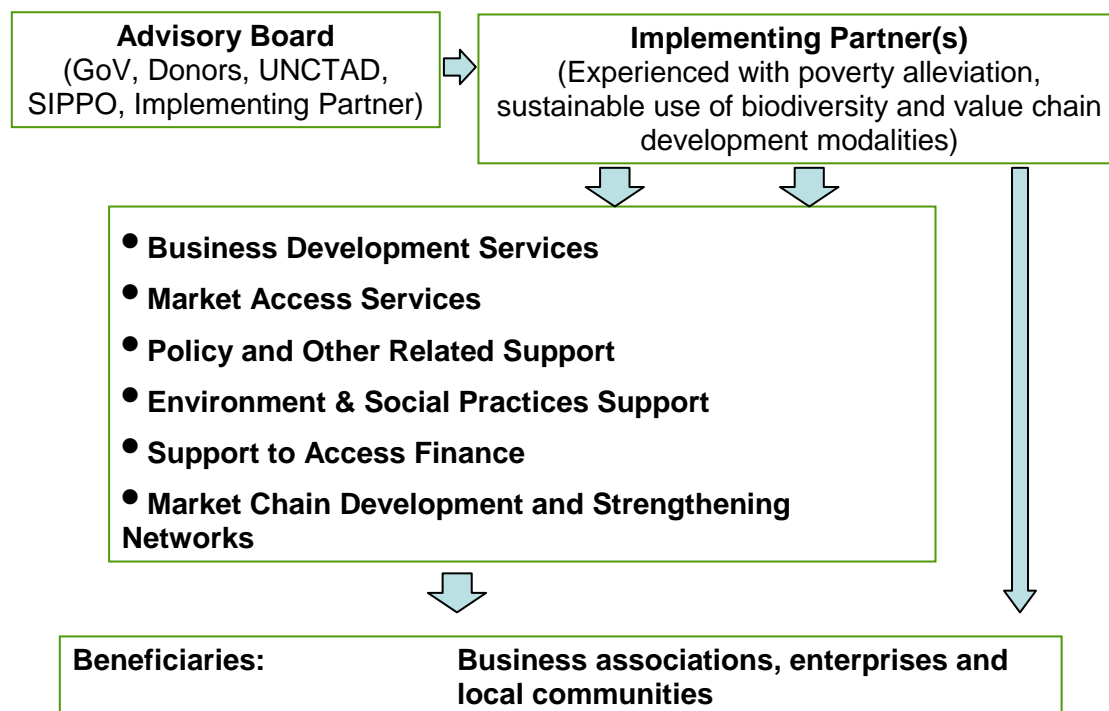 Advisory Board
(GoV, Donors, UNCTAD,
SIPPO, Implementing Partner)
Implementing Partner(s)
(Experienced with poverty alleviation,
sustainable use of biodiversity and value chain
development modalities)
• Business Development Services
• Market Access Services
• Policy and Other Related Support
• Environment & Social Practices Support
• Support to Access Finance
• Market Chain Development and Strengthening
Networks
Beneficiaries: Business associations, enterprises and
local communities